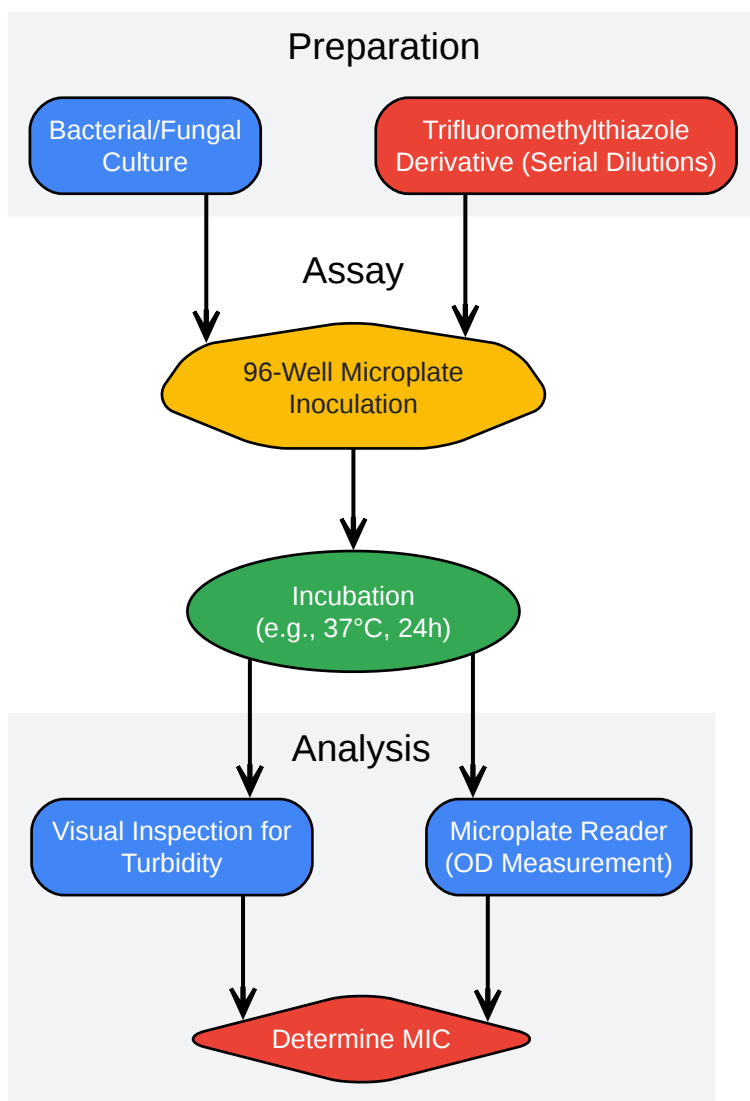 Preparation
Bacterial/Fungal
Culture
Trifluoromethylthiazole
Derivative (Serial Dilutions)
Assay
96-Well Microplate
Inoculation
Incubation
(e.g., 37°C, 24h)
Analysis
Visual Inspection for
Turbidity
Microplate Reader
(OD Measurement)
Determine MIC